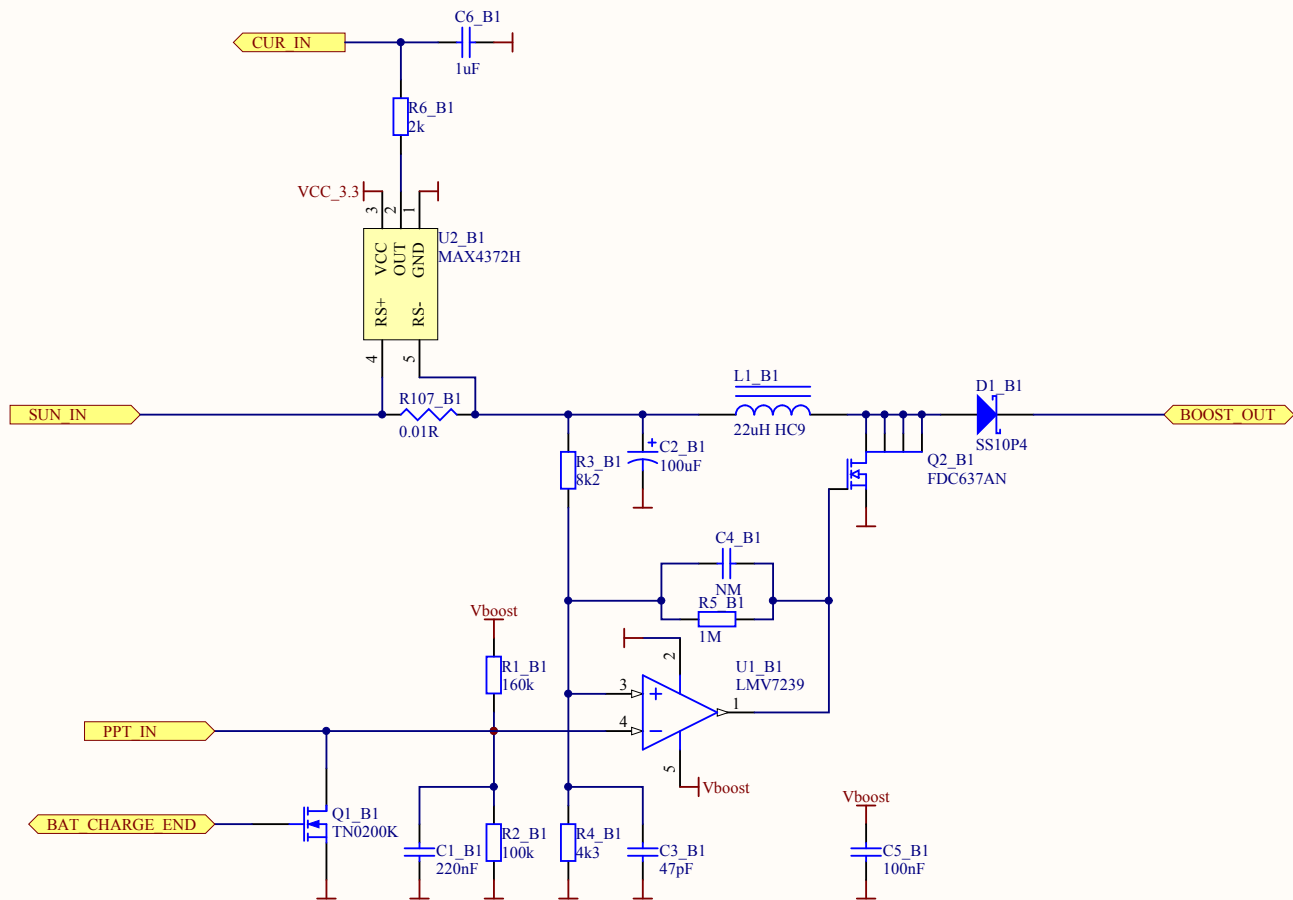 C6_B1
CUR_IN
1uF
R6_B1
2k
VCC_3.3
3
2
1
U2_B1
MAX4372H
VCC
OUT
GND
RS+
RS-
4
5
L1_B1
D1_B1
R107_B1
SUN_IN
BOOST_OUT
0.01R
22uH HC9
SS10P4
C2_B1
100uF
R3_B1
8k2
Q2_B1
FDC637AN
C4_B1
NM
R5_B1
1M
Vboost
2
R1_B1
160k
U1_B1
LMV7239
3
+
1
4
−
PPT_IN
5
Vboost
Vboost
Q1_B1
TN0200K
BAT_CHARGE_END
R2_B1
100k
R4_B1
4k3
C1_B1
220nF
C3_B1
47pF
C5_B1
100nF